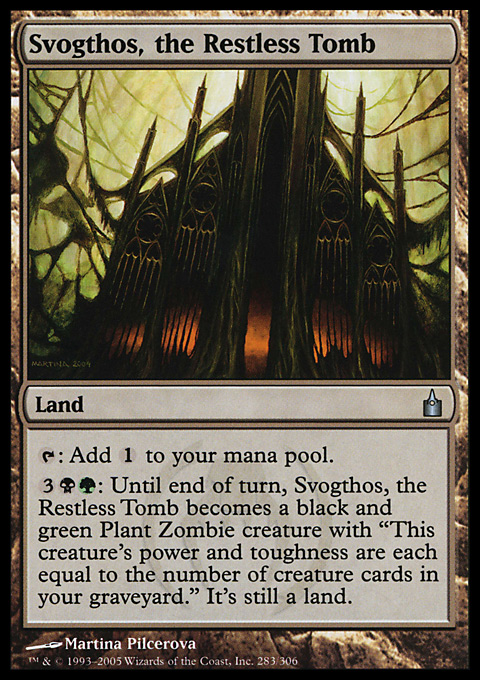 Svogthos, the Restless Tomb
MARTINA 2004
Land
: Add 1 to your mana pool.
3: Until end of turn, Svogthos, the
Restless Tomb becomes a black and
green Plant Zombie creature with “This
creature’s power and toughness are each
equal to the number of creature cards in
your graveyard.” It’s still a land.
Martina Pilcerova
™ & © 1993–2005 Wizards of the Coast, Inc. 283/306